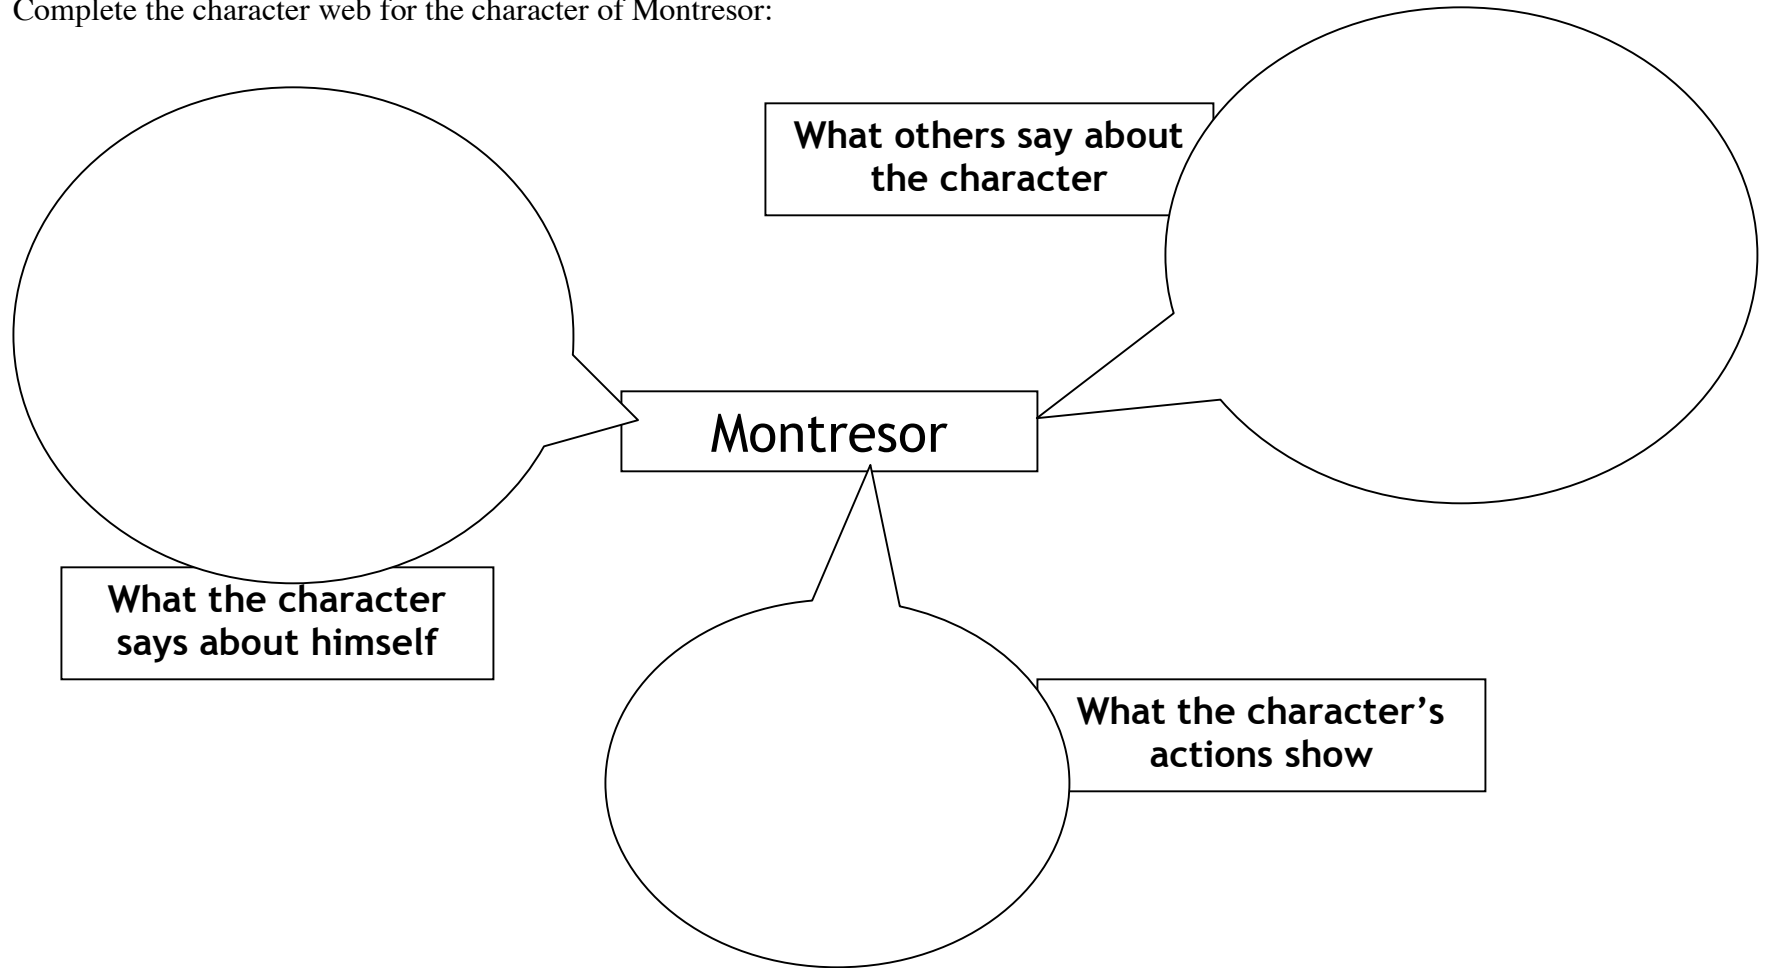 Complete the character web for the character of Montresor:
What others say about
the character
Montresor
What the character
says about himself
What the character’s
actions show